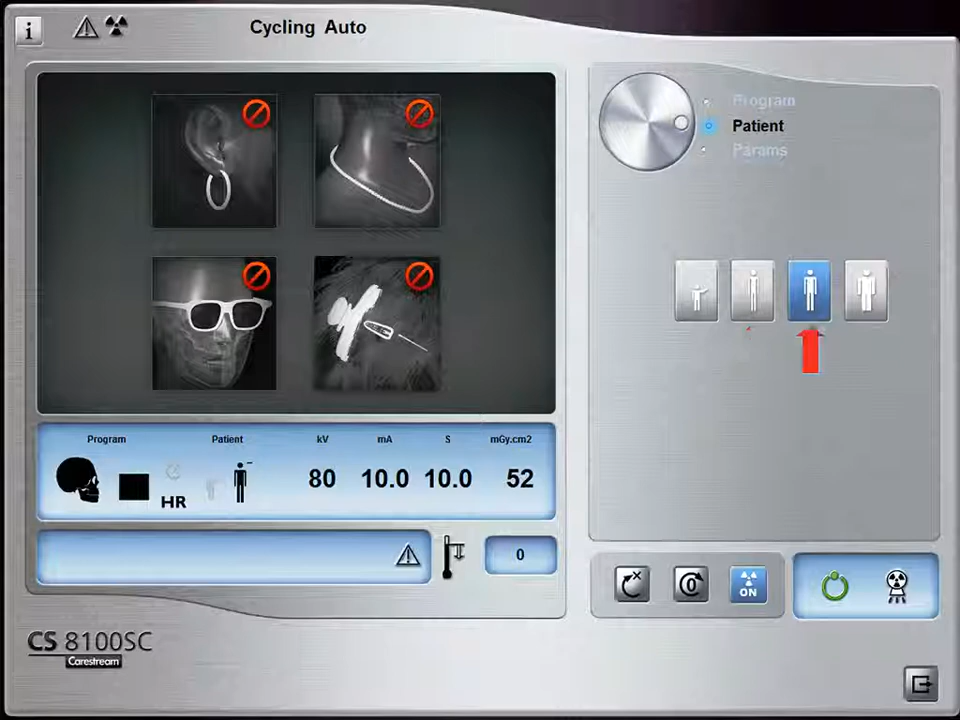 i
Cycling Auto
Program
Patient
Params
Program
Patient
kV
mA
S
mGy.cm2
HR
80
10.0
10.0
52
0
0
ON
CS 8100SC
Carestream